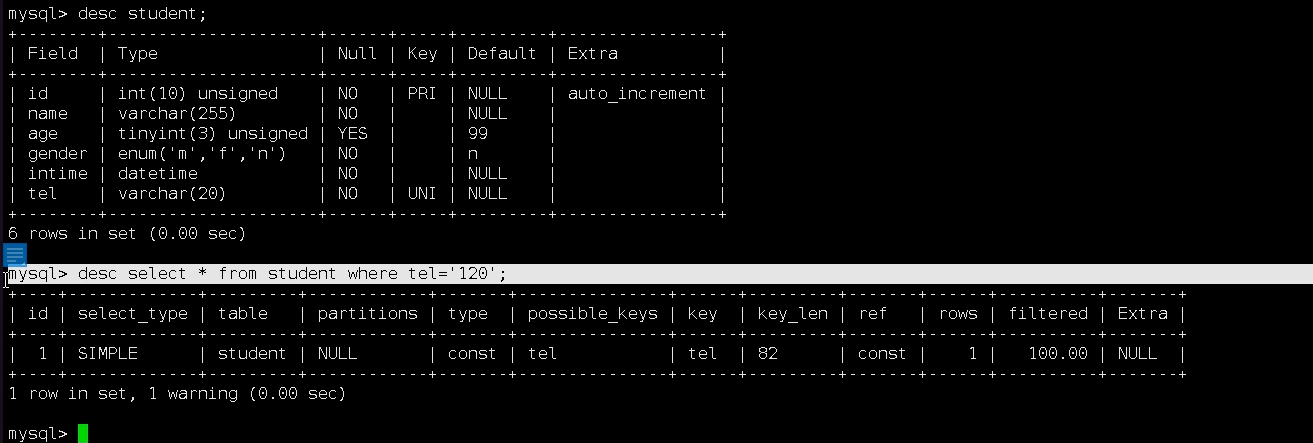 mysql> desc student;
+---------+---------------------+------+-----+---------+----------------+
| Field   | Type                | Null | Key | Default | Extra          |
+---------+---------------------+------+-----+---------+----------------+
| id      | int(10) unsigned    | NO   | PRI | NULL    | auto_increment |
| name    | varchar(255)        | NO   |     | NULL    |                |
| age     | tinyint(3) unsigned | YES  |     | 99      |                |
| gender  | enum('m','f','n')   | NO   |     | n       |                |
| intime  | datetime            | NO   |     | NULL    |                |
| tel     | varchar(20)         | NO   | UNI | NULL    |                |
+---------+---------------------+------+-----+---------+----------------+
6 rows in set (0.00 sec)
mysql> desc select * from student where tel='120';
+----+-------------+---------+------------+-------+---------------+------+---------+-------+------+----------+-------+
| id | select_type | table   | partitions | type  | possible_keys | key  | key_len | ref   | rows | filtered | Extra |
+----+-------------+---------+------------+-------+---------------+------+---------+-------+------+----------+-------+
|  1 | SIMPLE      | student | NULL       | const | tel           | tel  | 82      | const |    1 |   100.00 | NULL  |
+----+-------------+---------+------------+-------+---------------+------+---------+-------+------+----------+-------+
1 row in set, 1 warning (0.00 sec)
mysql>